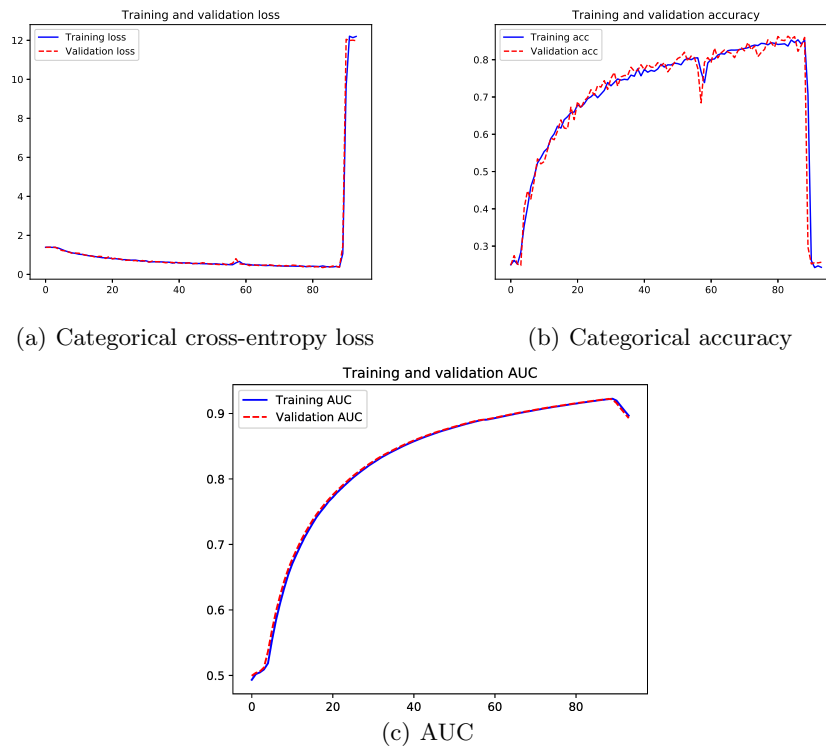 Training and validation loss
Training loss
Validation loss
12
10
8
6
4
2
0
0
20
40
60
80
Training and validation accuracy
Training acc
Validation acc
0.8
0.7
0.6
0.5
0.4
0.3
0
20
40
60
80
(a) Categorical cross-entropy loss
(b) Categorical accuracy
Training and validation AUC
Training AUC
Validation AUC
0.9
0.8
0.7
0.6
0.5
0
20
40
60
80
(c) AUC